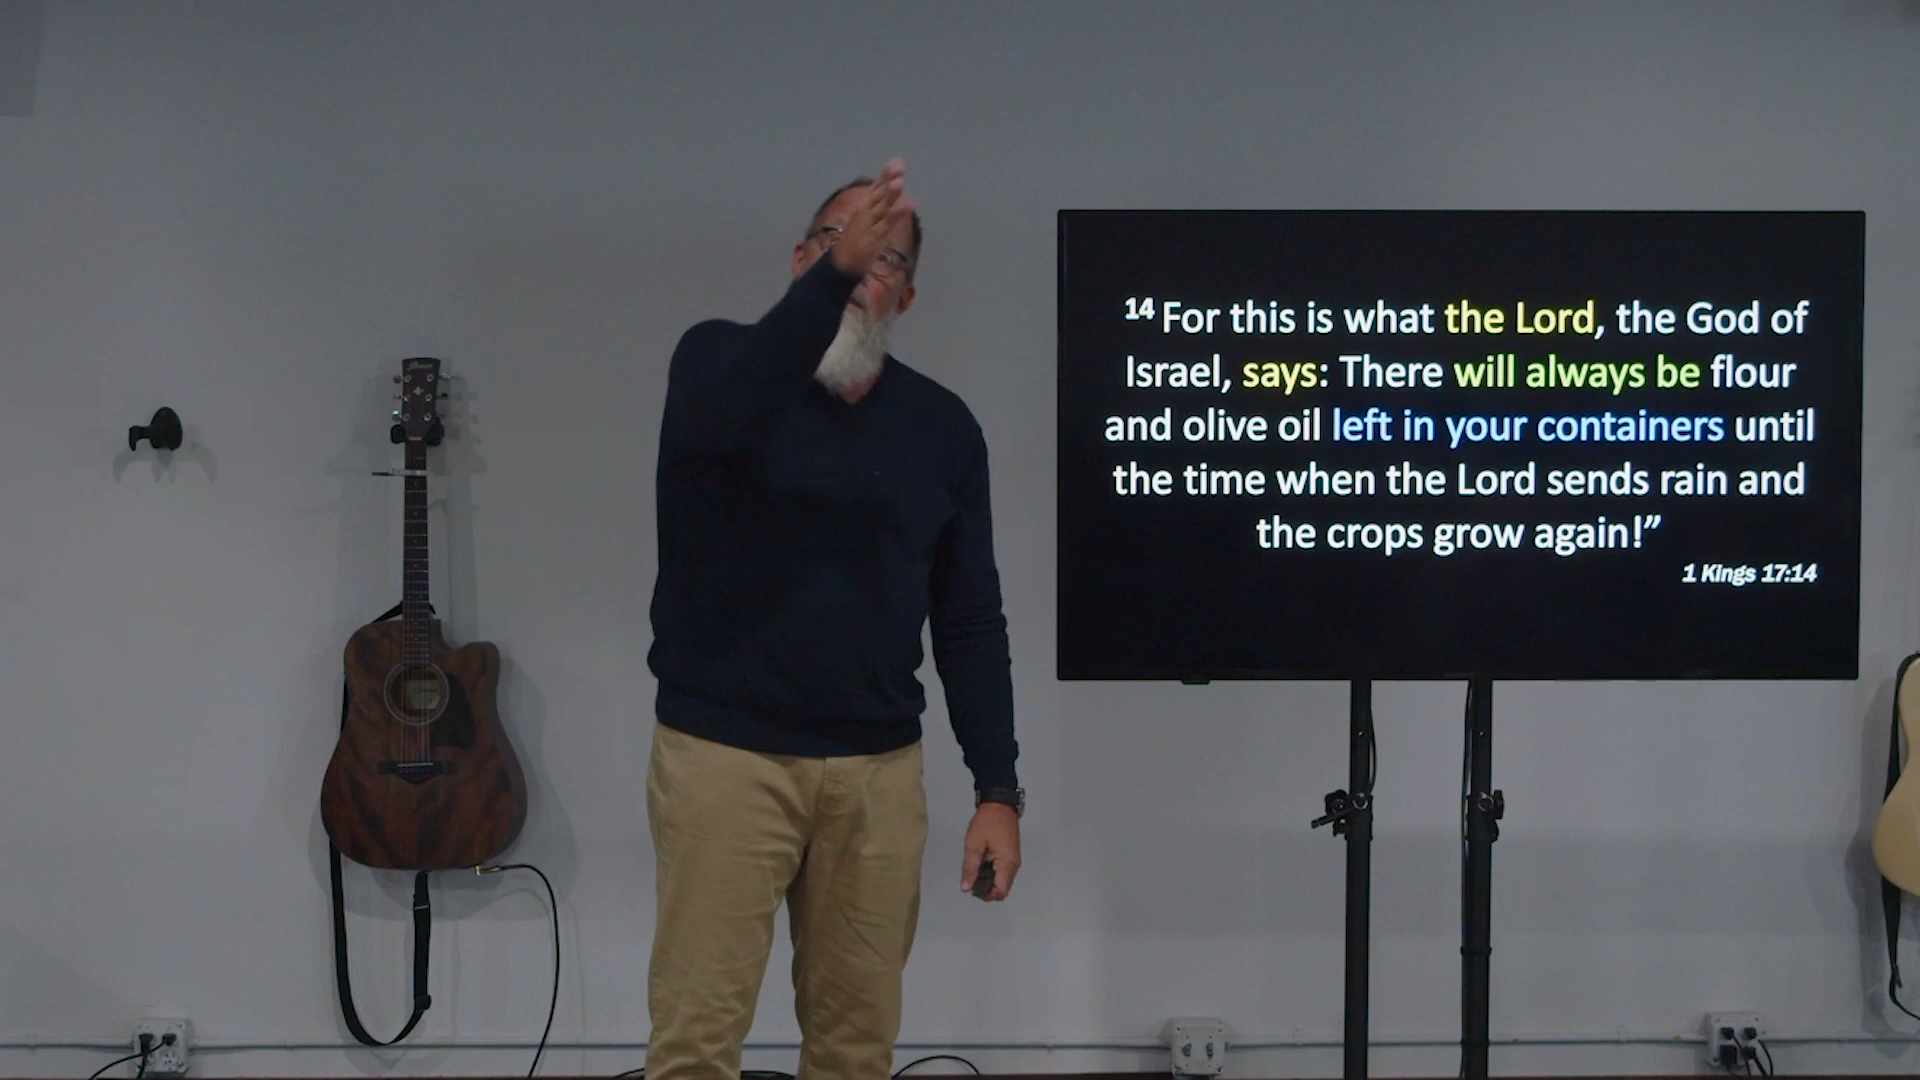 14 For this is what the Lord, the God of
Israel, says: There will always be flour
and olive oil left in your containers until
the time when the Lord sends rain and
the crops grow again!”
1 Kings 17:14